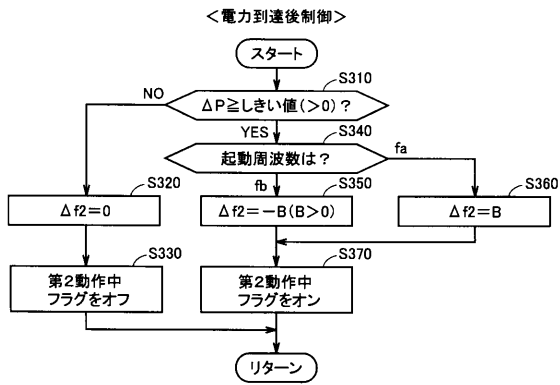 ＜電力到達後制御＞
スタート
S310
ΔP≧しきい値(＞0)？
NO
YES
S340
起動周波数は？
fa
fb
S320
Δf2＝0
S350
Δf2＝－B(B＞0)
S360
Δf2＝B
S330
第2動作中
フラグをオフ
S370
第2動作中
フラグをオン
リターン